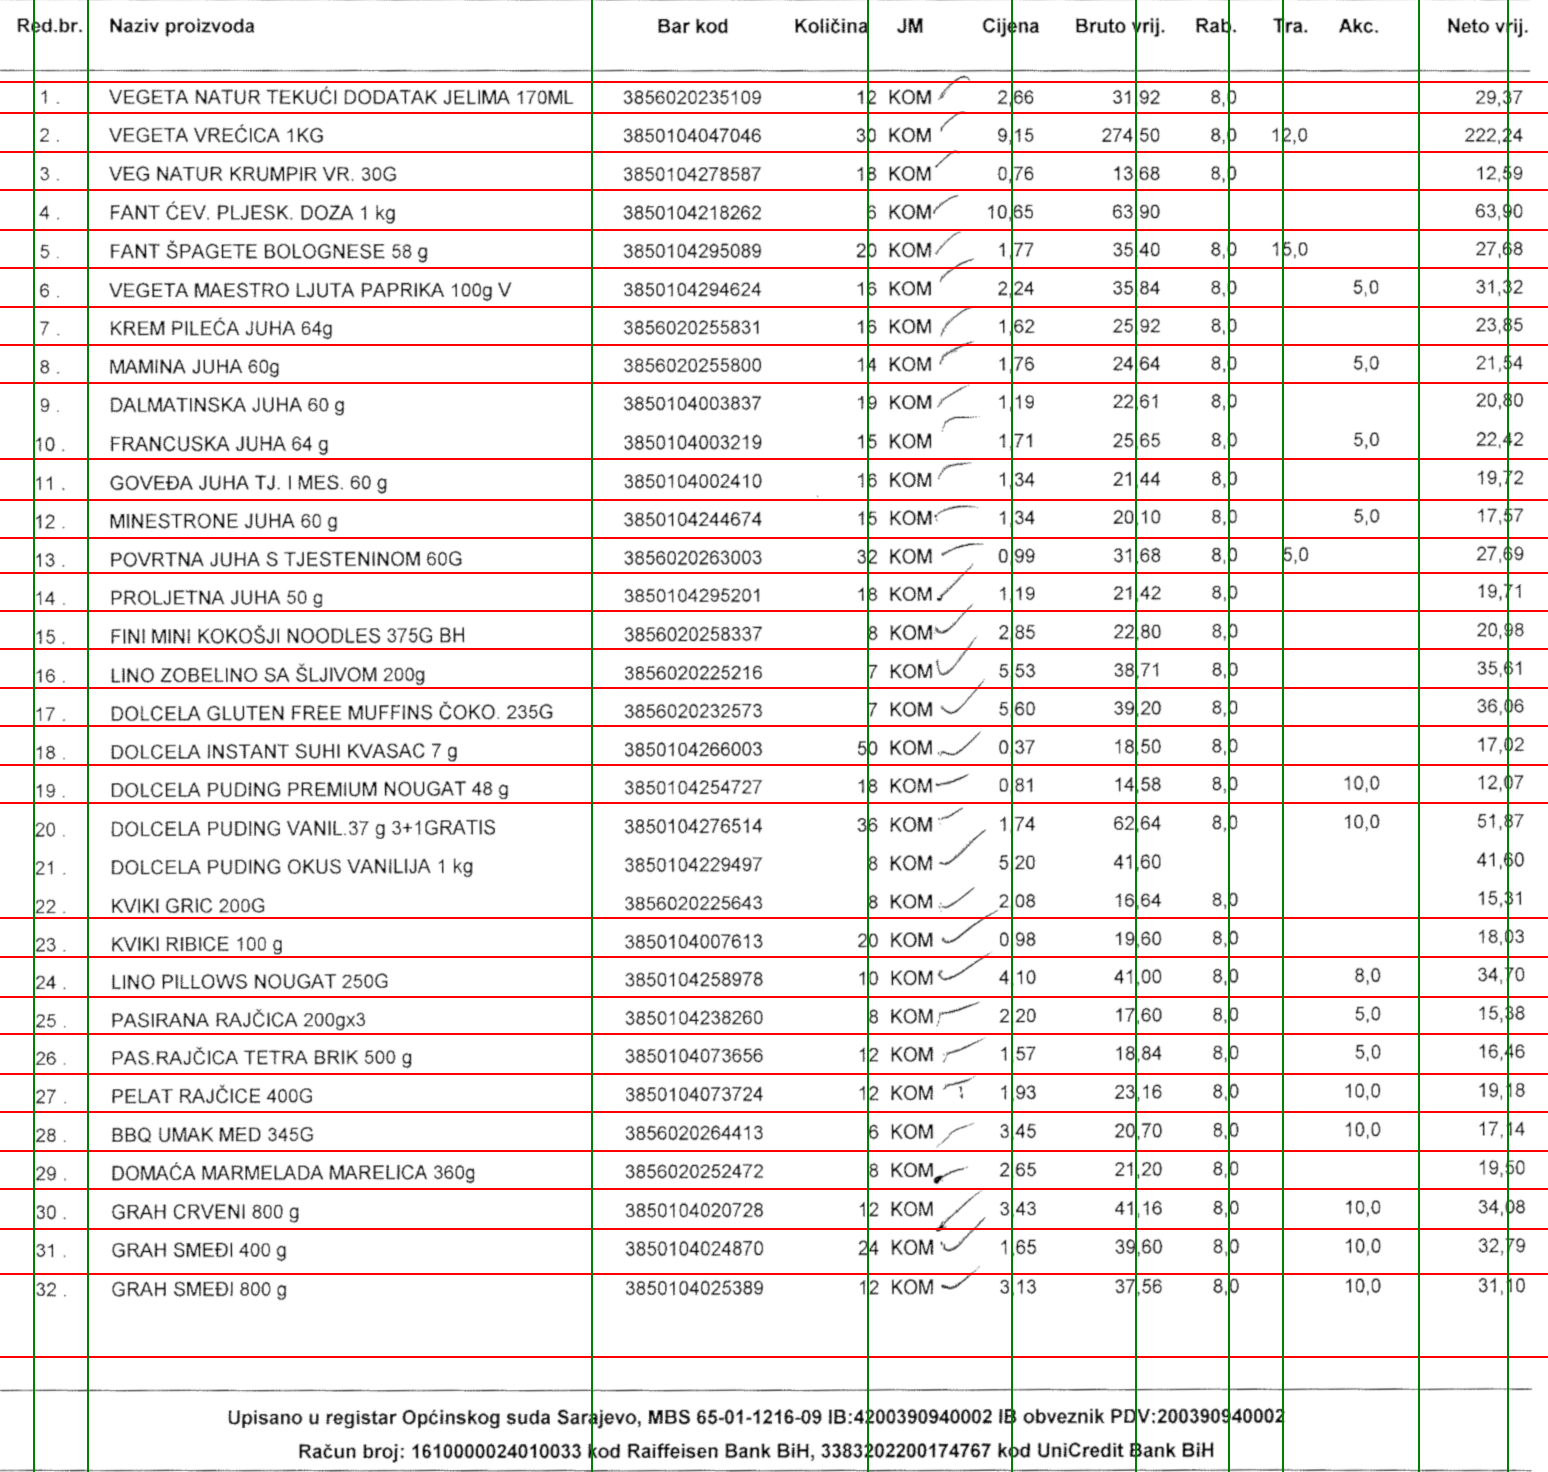 Red.br. Naziv proizvoda Bar kod Količina JM Cijena Bruto vrij. Rab. Tra. Akc. Neto vrij.
1. VEGETA NATUR TEKUĆI DODATAK JELIMA 170ML 3856020235109 12 KOM 2,66 31,92 8,0 29,37
2. VEGETA VREĆICA 1KG 3850104047046 30 KOM 9,15 274,50 8,0 12,0 222,24
3. VEG NATUR KRUMPIR VR. 30G 3850104278587 18 KOM 0,76 13,68 8,0 12,59
4. FANT ĆEV. PLJESK. DOZA 1 kg 3850104218262 6 KOM 10,65 63,90 63,90
5. FANT ŠPAGETE BOLOGNESE 58 g 3850104295089 20 KOM 1,77 35,40 8,0 15,0 27,68
6. VEGETA MAESTRO LJUTA PAPRIKA 100g V 3850104294624 16 KOM 2,24 35,84 8,0 5,0 31,32
7. KREM PILEĆA JUHA 64g 3856020255831 16 KOM 1,62 25,92 8,0 23,85
8. MAMINA JUHA 60g 3856020255800 14 KOM 1,76 24,64 8,0 5,0 21,54
9. DALMATINSKA JUHA 60 g 3850104003837 19 KOM 1,19 22,61 8,0 20,80
10. FRANCUSKA JUHA 64 g 3850104003219 15 KOM 1,71 25,65 8,0 5,0 22,42
11. GOVEĐA JUHA TJ. I MES. 60 g 3850104002410 16 KOM 1,34 21,44 8,0 19,72
12. MINESTRONE JUHA 60 g 3850104244674 15 KOM 1,34 20,10 8,0 5,0 17,57
13. POVRTNA JUHA S TJESTENINOM 60G 3856020263003 32 KOM 0,99 31,68 8,0 5,0 27,69
14. PROLJETNA JUHA 50 g 3850104295201 18 KOM 1,19 21,42 8,0 19,71
15. FINI MINI KOKOŠJI NOODLES 375G BH 3856020258337 8 KOM 2,85 22,80 8,0 20,98
16. LINO ZOBELINO SA ŠLJIVOM 200g 3856020225216 7 KOM 5,53 38,71 8,0 35,61
17. DOLCELA GLUTEN FREE MUFFINS ČOKO. 235G 3856020232573 7 KOM 5,60 39,20 8,0 36,06
18. DOLCELA INSTANT SUHI KVASAC 7 g 3850104266003 50 KOM 0,37 18,50 8,0 17,02
19. DOLCELA PUDING PREMIUM NOUGAT 48 g 3850104254727 18 KOM 0,81 14,58 8,0 10,0 12,07
20. DOLCELA PUDING VANIL.37 g 3+1GRATIS 3850104276514 36 KOM 1,74 62,64 8,0 10,0 51,87
21. DOLCELA PUDING OKUS VANILIJA 1 kg 3850104229497 8 KOM 5,20 41,60 41,60
22. KVIKI GRIC 200G 3856020225643 8 KOM 2,08 16,64 8,0 15,31
23. KVIKI RIBICE 100 g 3850104007613 20 KOM 0,98 19,60 8,0 18,03
24. LINO PILLOWS NOUGAT 250G 3850104258978 10 KOM 4,10 41,00 8,0 8,0 34,70
25. PASIRANA RAJČICA 200gx3 3850104238260 8 KOM 2,20 17,60 8,0 5,0 15,38
26. PAS.RAJČICA TETRA BRIK 500 g 3850104073656 12 KOM 1,57 18,84 8,0 5,0 16,46
27. PELAT RAJČICE 400G 3850104073724 12 KOM 1,93 23,16 8,0 10,0 19,18
28. BBQ UMAK MED 345G 3856020264413 6 KOM 3,45 20,70 8,0 10,0 17,14
29. DOMAĆA MARMELADA MARELICA 360g 3856020252472 8 KOM 2,65 21,20 8,0 19,50
30. GRAH CRVENI 800 g 3850104020728 12 KOM 3,43 41,16 8,0 10,0 34,08
31. GRAH SMEĐI 400 g 3850104024870 24 KOM 1,65 39,60 8,0 10,0 32,79
32. GRAH SMEĐI 800 g 3850104025389 12 KOM 3,13 37,56 8,0 10,0 31,10
Upisano u registar Općinskog suda Sarajevo, MBS 65-01-1216-09 IB:4200390940002 IB obveznik PDV:200390940002
Račun broj: 1610000024010033 kod Raiffeisen Bank BiH, 3383202200174767 kod UniCredit Bank BiH